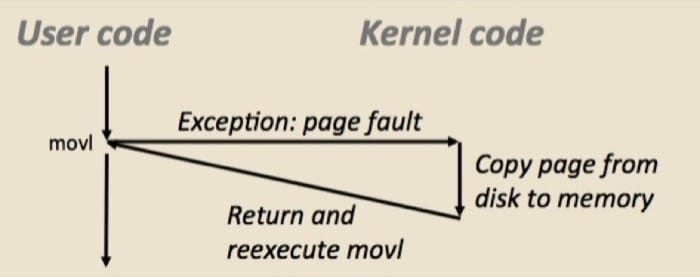 User code
Kernel code
Exception: page fault
movl
Copy page from
disk to memory
Return and
reexecute movl